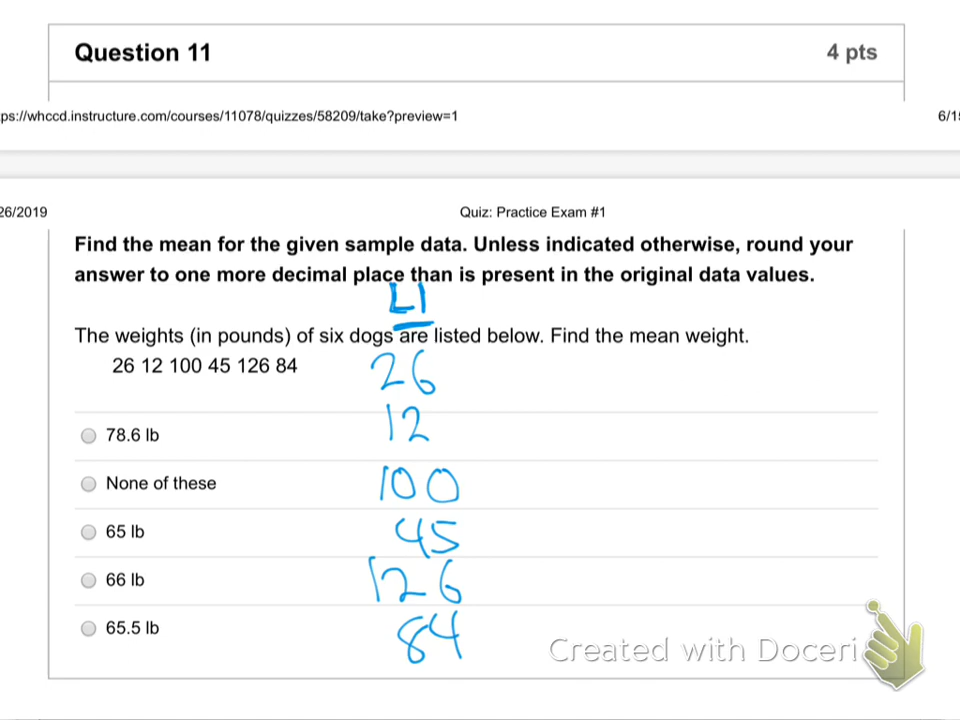 Question 11 4 pts
ps://whccd.instructure.com/courses/11078/quizzes/58209/take?preview=1 6/15
26/2019 Quiz: Practice Exam #1
Find the mean for the given sample data. Unless indicated otherwise, round your
answer to one more decimal place than is present in the original data values.
L1
The weights (in pounds) of six dogs are listed below. Find the mean weight.
26 12 100 45 126 84
26
12
78.6 lb
None of these
100
65 lb
45
66 lb
126
65.5 lb
84
Created with Doceri